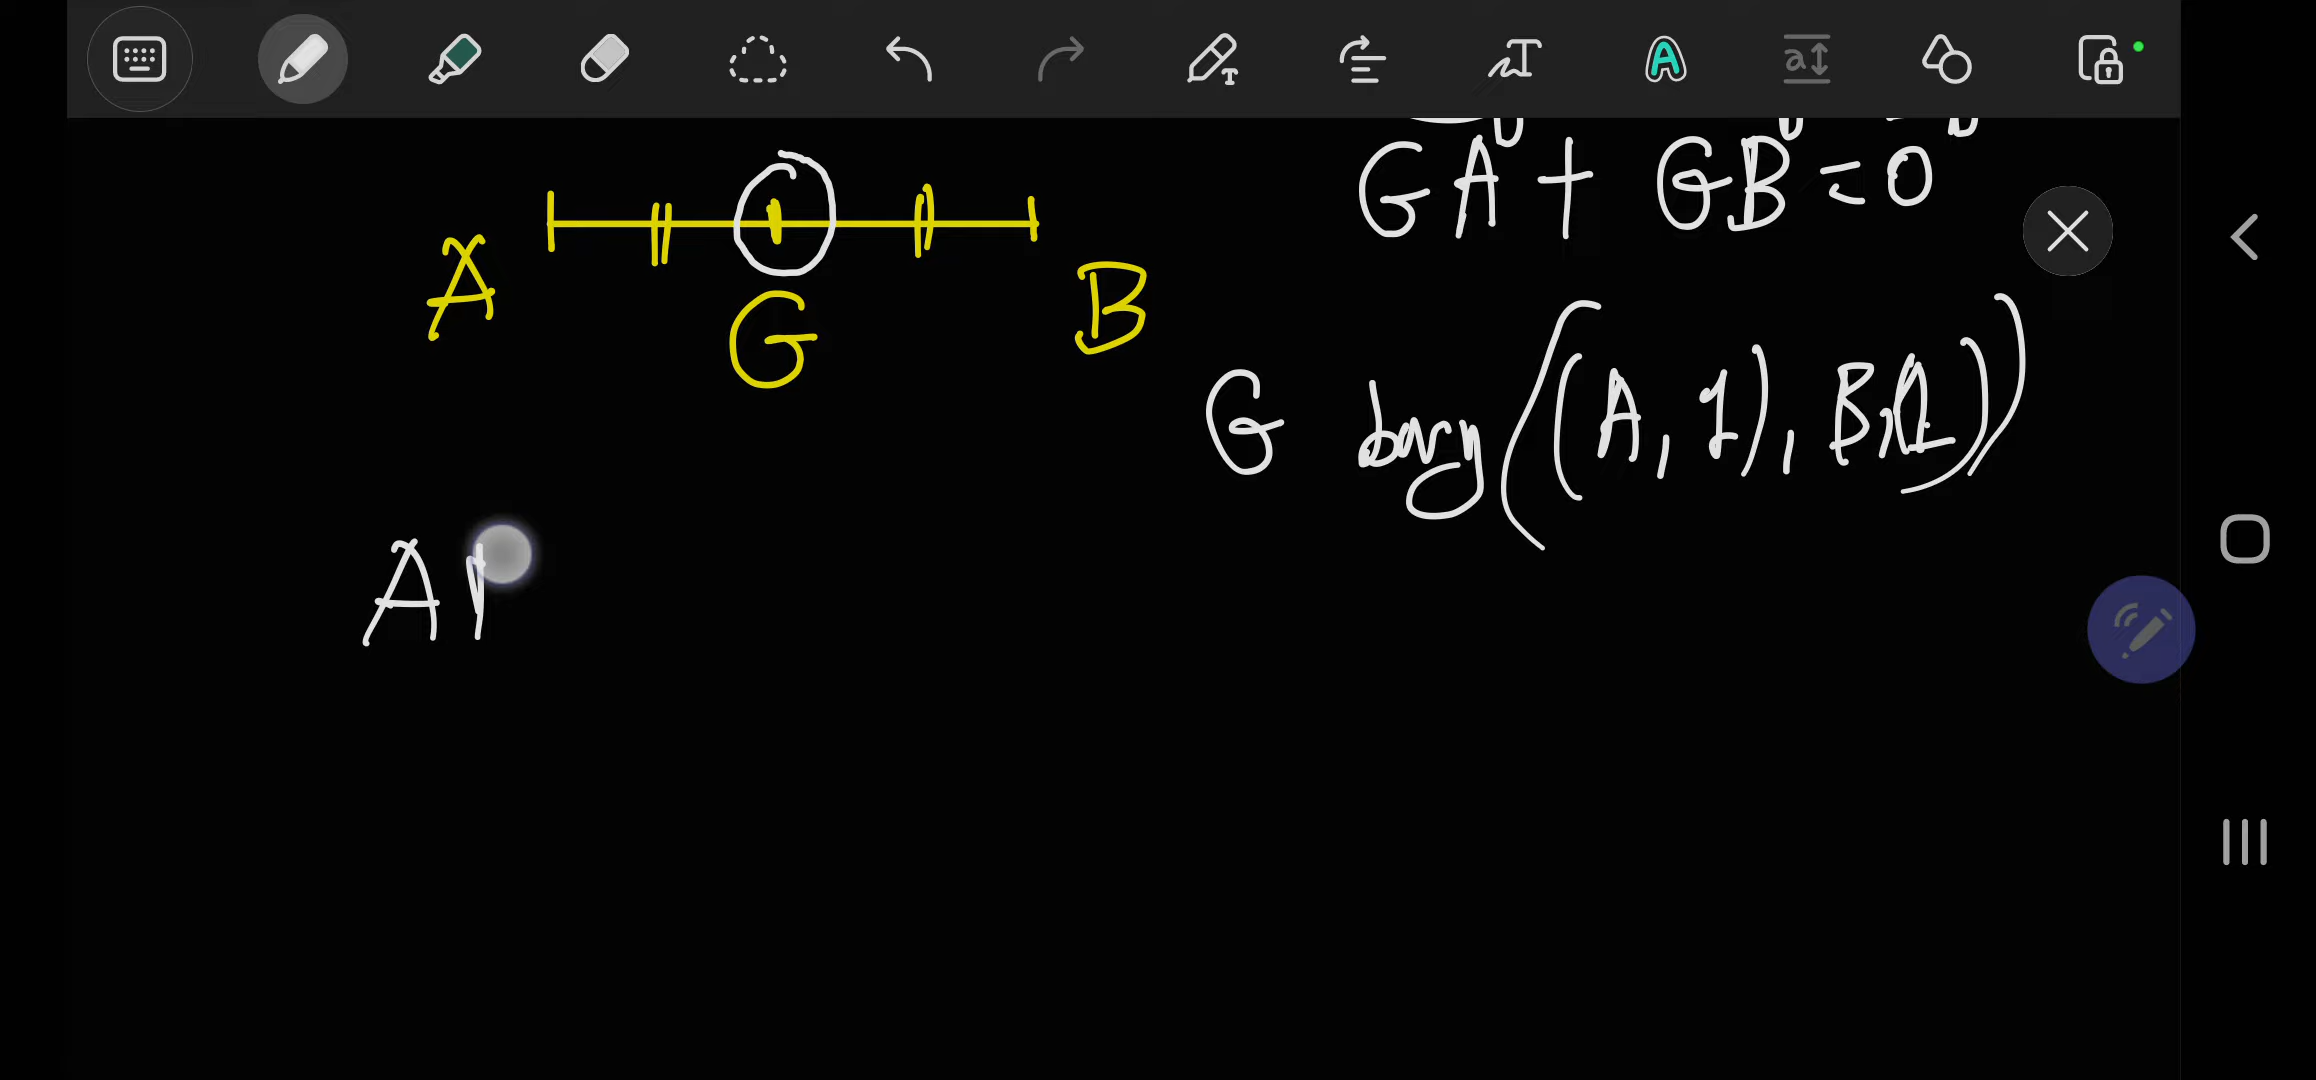 GA + GB = 0
A
G
B
G bary((A, 1), B, 1))
A